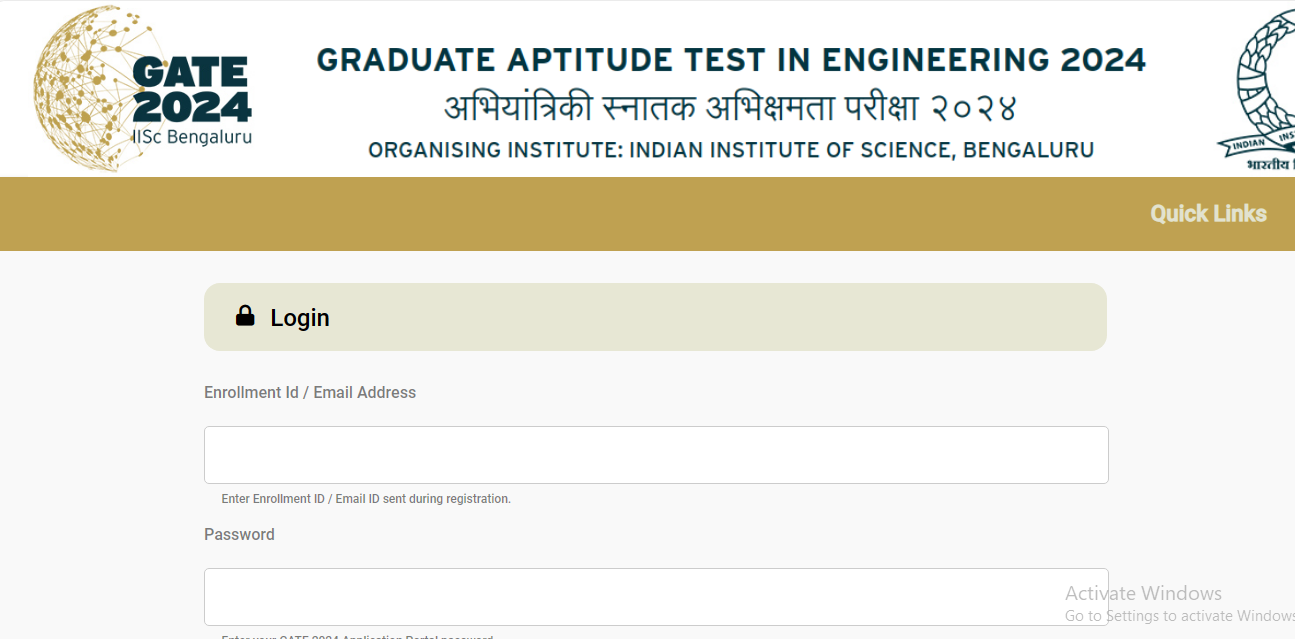 GATE
2024
IISc Bengaluru
GRADUATE APTITUDE TEST IN ENGINEERING 2024
अभियांत्रिकी स्नातक अभिक्षमता परीक्षा २०२४
ORGANISING INSTITUTE: INDIAN INSTITUTE OF SCIENCE, BENGALURU
INDIAN INS
भारतीय
Quick Links
Login
Enrollment Id / Email Address
Enter Enrollment ID / Email ID sent during registration.
Password
Activate Windows
Go to Settings to activate Windows
Enter your GATE 2024 Application Portal password